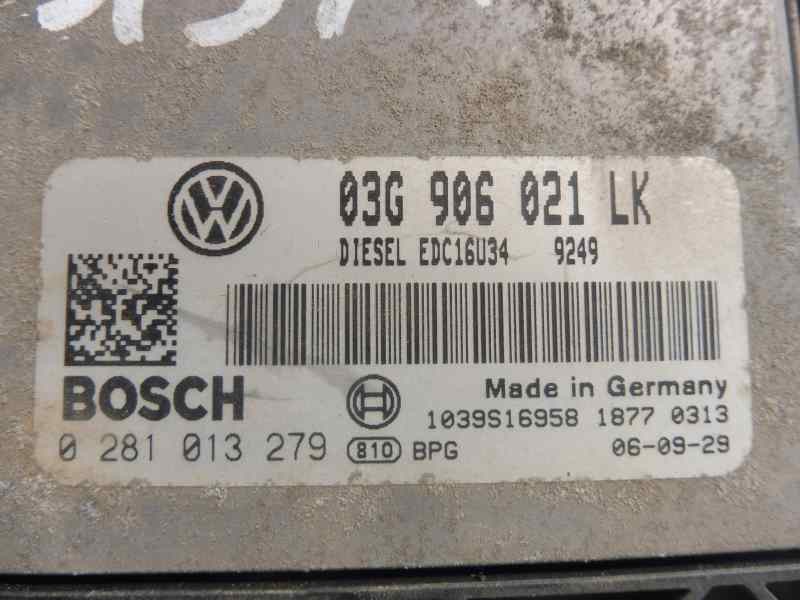 03G 906 021 LK
DIESEL EDC16U34 9249
BOSCH
Made in Germany
1039S16958 1877 0313
0 281 013 279 810 BPG 06-09-29